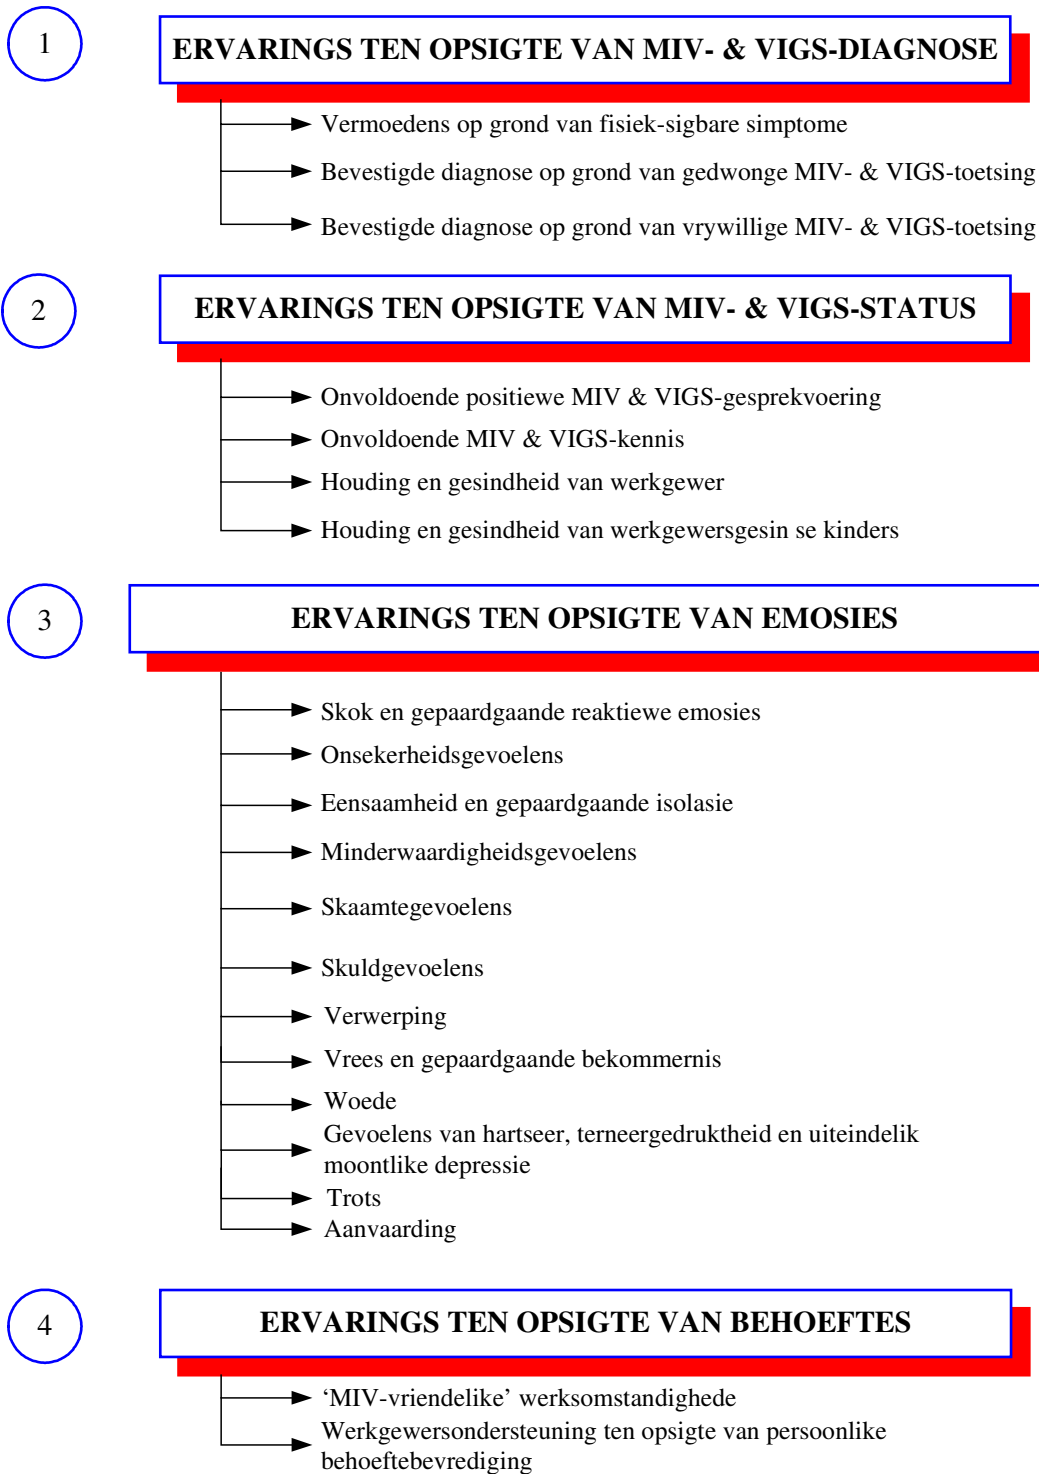 1
ERVARINGS TEN OPSIGTE VAN MIV- & VIGS-DIAGNOSE
Vermoedens op grond van fisiek-sigbare simptome
Bevestigde diagnose op grond van gedwonge MIV- & VIGS-toetsing
Bevestigde diagnose op grond van vrywillige MIV- & VIGS-toetsing
2
ERVARINGS TEN OPSIGTE VAN MIV- & VIGS-STATUS
Onvoldoende positiewe MIV & VIGS-gesprekvoering
Onvoldoende MIV & VIGS-kennis
Houding en gesindheid van werkgewer
Houding en gesindheid van werkgewersgesin se kinders
3
ERVARINGS TEN OPSIGTE VAN EMOSIES
Skok en gepaardgaande reaktiewe emosies
Onsekerheidsgevoelens
Eensaamheid en gepaardgaande isolasie
Minderwaardigheidsgevoelens
Skaamtegevoelens
Skuldgevoelens
Verwerping
Vrees en gepaardgaande bekommernis
Woede
Gevoelens van hartseer, terneergedruktheid en uiteindelik
moontlike depressie
Trots
Aanvaarding
4
ERVARINGS TEN OPSIGTE VAN BEHOEFTES
‘MIV-vriendelike’ werksomstandighede
Werkgewersondersteuning ten opsigte van persoonlike
behoeftebevrediging